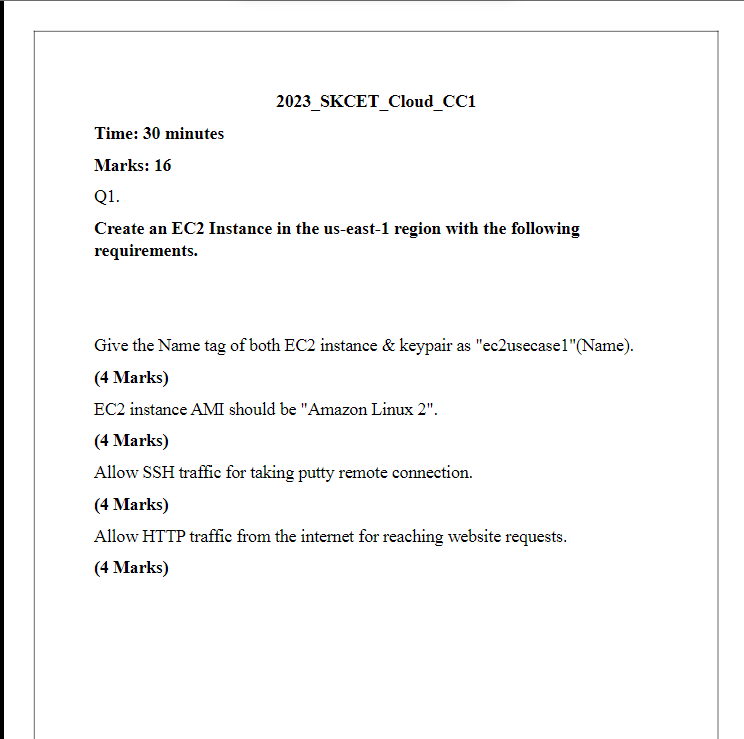 2023_SKCET_Cloud_CC1
Time: 30 minutes
Marks: 16
Q1.
Create an EC2 Instance in the us-east-1 region with the following
requirements.
Give the Name tag of both EC2 instance & keypair as "ec2usecase1"(Name).
(4 Marks)
EC2 instance AMI should be "Amazon Linux 2".
(4 Marks)
Allow SSH traffic for taking putty remote connection.
(4 Marks)
Allow HTTP traffic from the internet for reaching website requests.
(4 Marks)